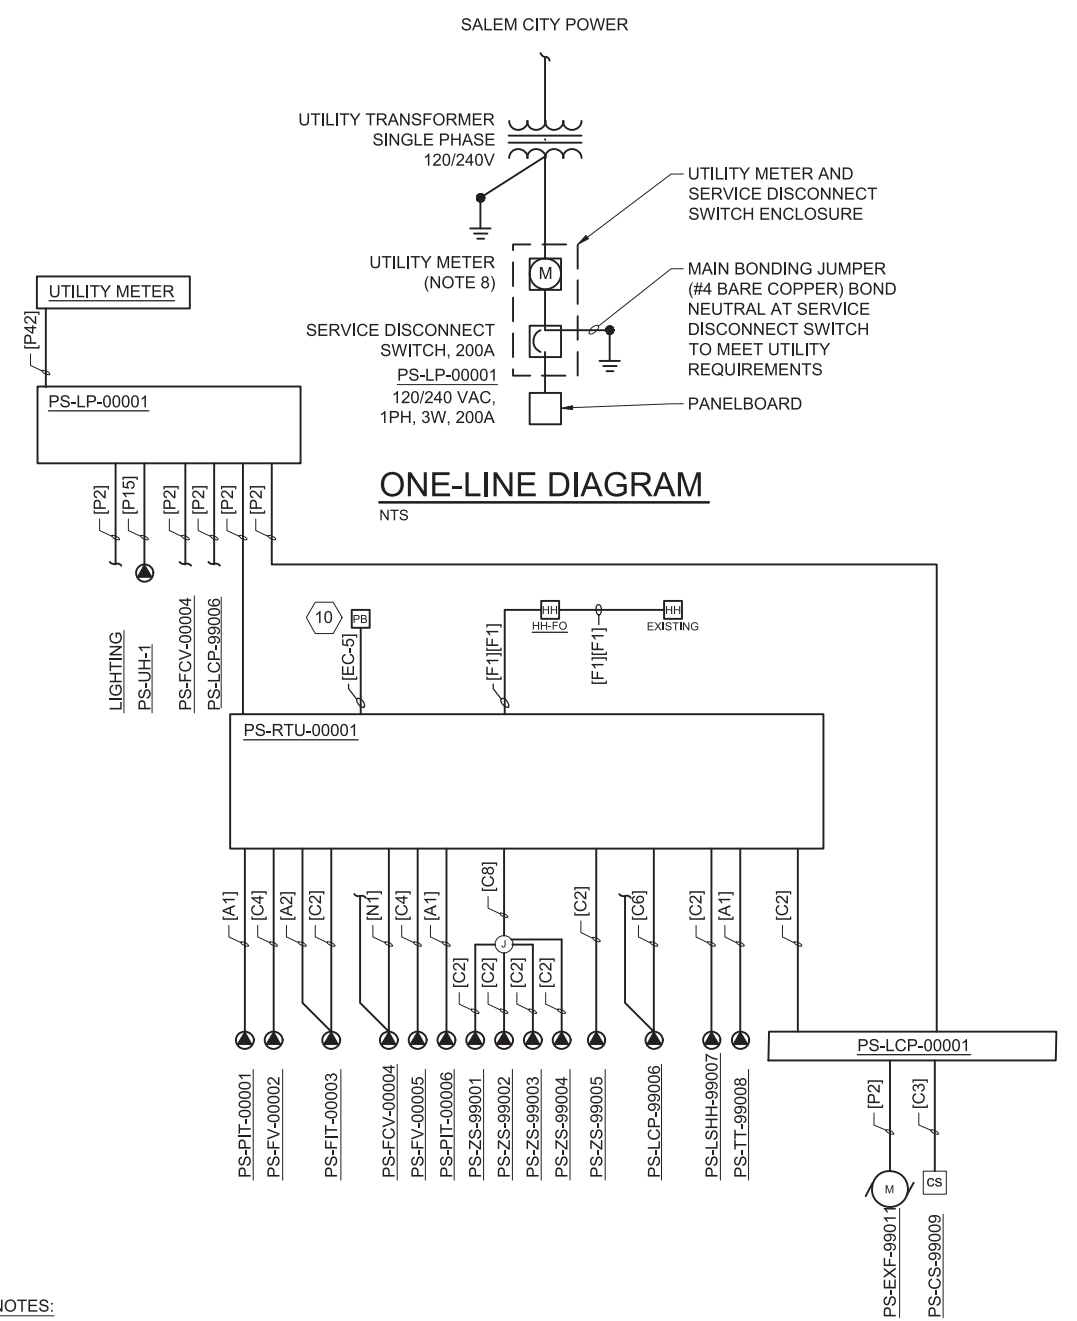 SALEM CITY POWER
UTILITY TRANSFORMER
SINGLE PHASE
120/240V
UTILITY METER AND
SERVICE DISCONNECT
SWITCH ENCLOSURE
UTILITY METER
(NOTE 8)
M
MAIN BONDING JUMPER
(#4 BARE COPPER) BOND
NEUTRAL AT SERVICE
DISCONNECT SWITCH
TO MEET UTILITY
REQUIREMENTS
SERVICE DISCONNECT
SWITCH, 200A
PS-LP-00001
120/240 VAC,
1PH, 3W, 200A
PANELBOARD
ONE-LINE DIAGRAM
NTS
UTILITY METER
[P42]
PS-LP-00001
[P2]
[P15]
[P2]
[P2]
[P2]
[P2]
LIGHTING
PS-UH-1
PS-FCV-00004
PS-LCP-99006
10
PB
[EC-5]
HH
HH-FO
HH
EXISTING
[F1][F1]
[F1][F1]
PS-RTU-00001
[A1]
[C4]
[A2]
[C2]
[N1]
[C4]
[A1]
[C8]
J
[C2]
[C2]
[C2]
[C2]
[C2]
[C6]
[C2]
[A1]
[C2]
PS-PIT-00001
PS-FV-00002
PS-FIT-00003
PS-FCV-00004
PS-FV-00005
PS-PIT-00006
PS-ZS-99001
PS-ZS-99002
PS-ZS-99003
PS-ZS-99004
PS-ZS-99005
PS-LCP-99006
PS-LSHH-99007
PS-TT-99008
PS-LCP-00001
[P2]
[C3]
M
CS
PS-EXF-99011
PS-CS-99009
NOTES: